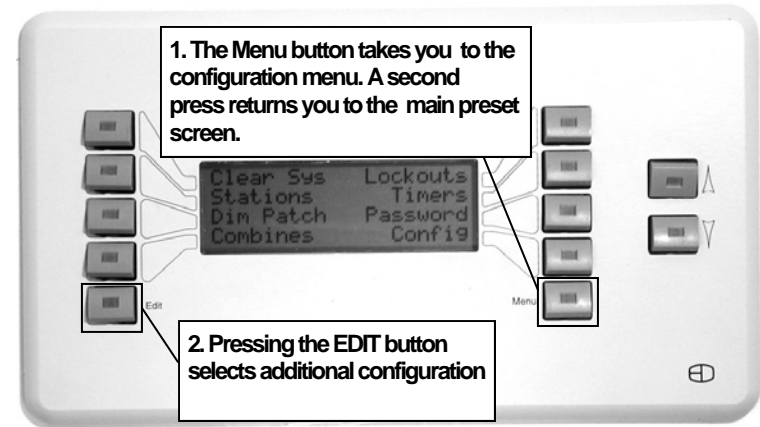 1. The Menu button takes you to the
configuration menu. A second
press returns you to the main preset
screen.
Clear Sys Lockouts
Stations Timers
Dim Patch Password
Combines Config
Edit
Menu
2. Pressing the EDIT button
selects additional configuration